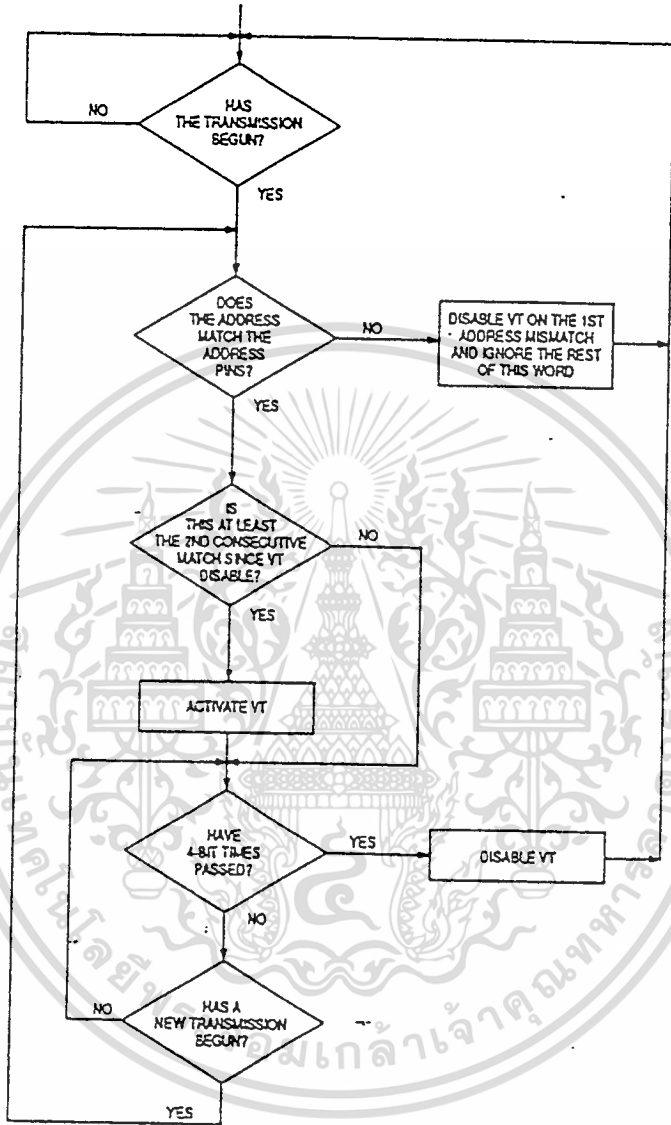 HAS
THE TRANSMISSION
BEGUN?
NO
YES
DOES
THE ADDRESS
MATCH THE
ADDRESS
PINS?
NO
DISABLE VT ON THE 1ST
ADDRESS MISMATCH
AND IGNORE THE REST
OF THIS WORD
YES
IS
THIS AT LEAST
THE 2ND CONSECUTIVE
MATCH SINCE VT
DISABLE?
NO
YES
ACTIVATE VT
HAVE
4-BIT TIMES
PASSED?
YES
DISABLE VT
NO
HAS A
NEW TRANSMISSION
BEGUN?
NO
YES